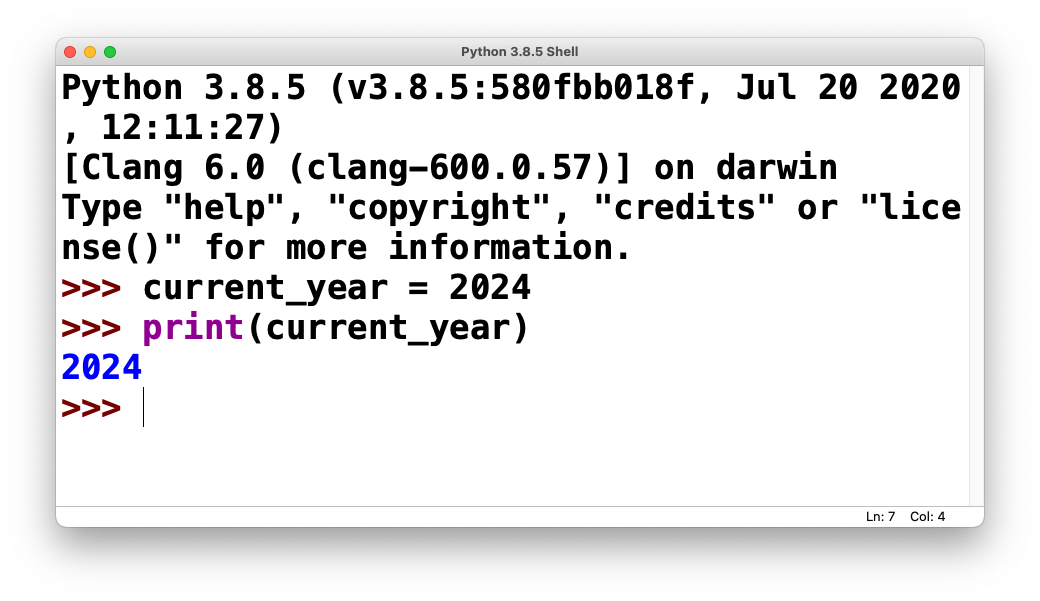 Python 3.8.5 Shell
Python 3.8.5 (v3.8.5:580fbb018f, Jul 20 2020
, 12:11:27)
[Clang 6.0 (clang-600.0.57)] on darwin
Type "help", "copyright", "credits" or "lice
nse()" for more information.
>>> current_year = 2024
>>> print(current_year)
2024
>>>
Ln: 7 Col: 4